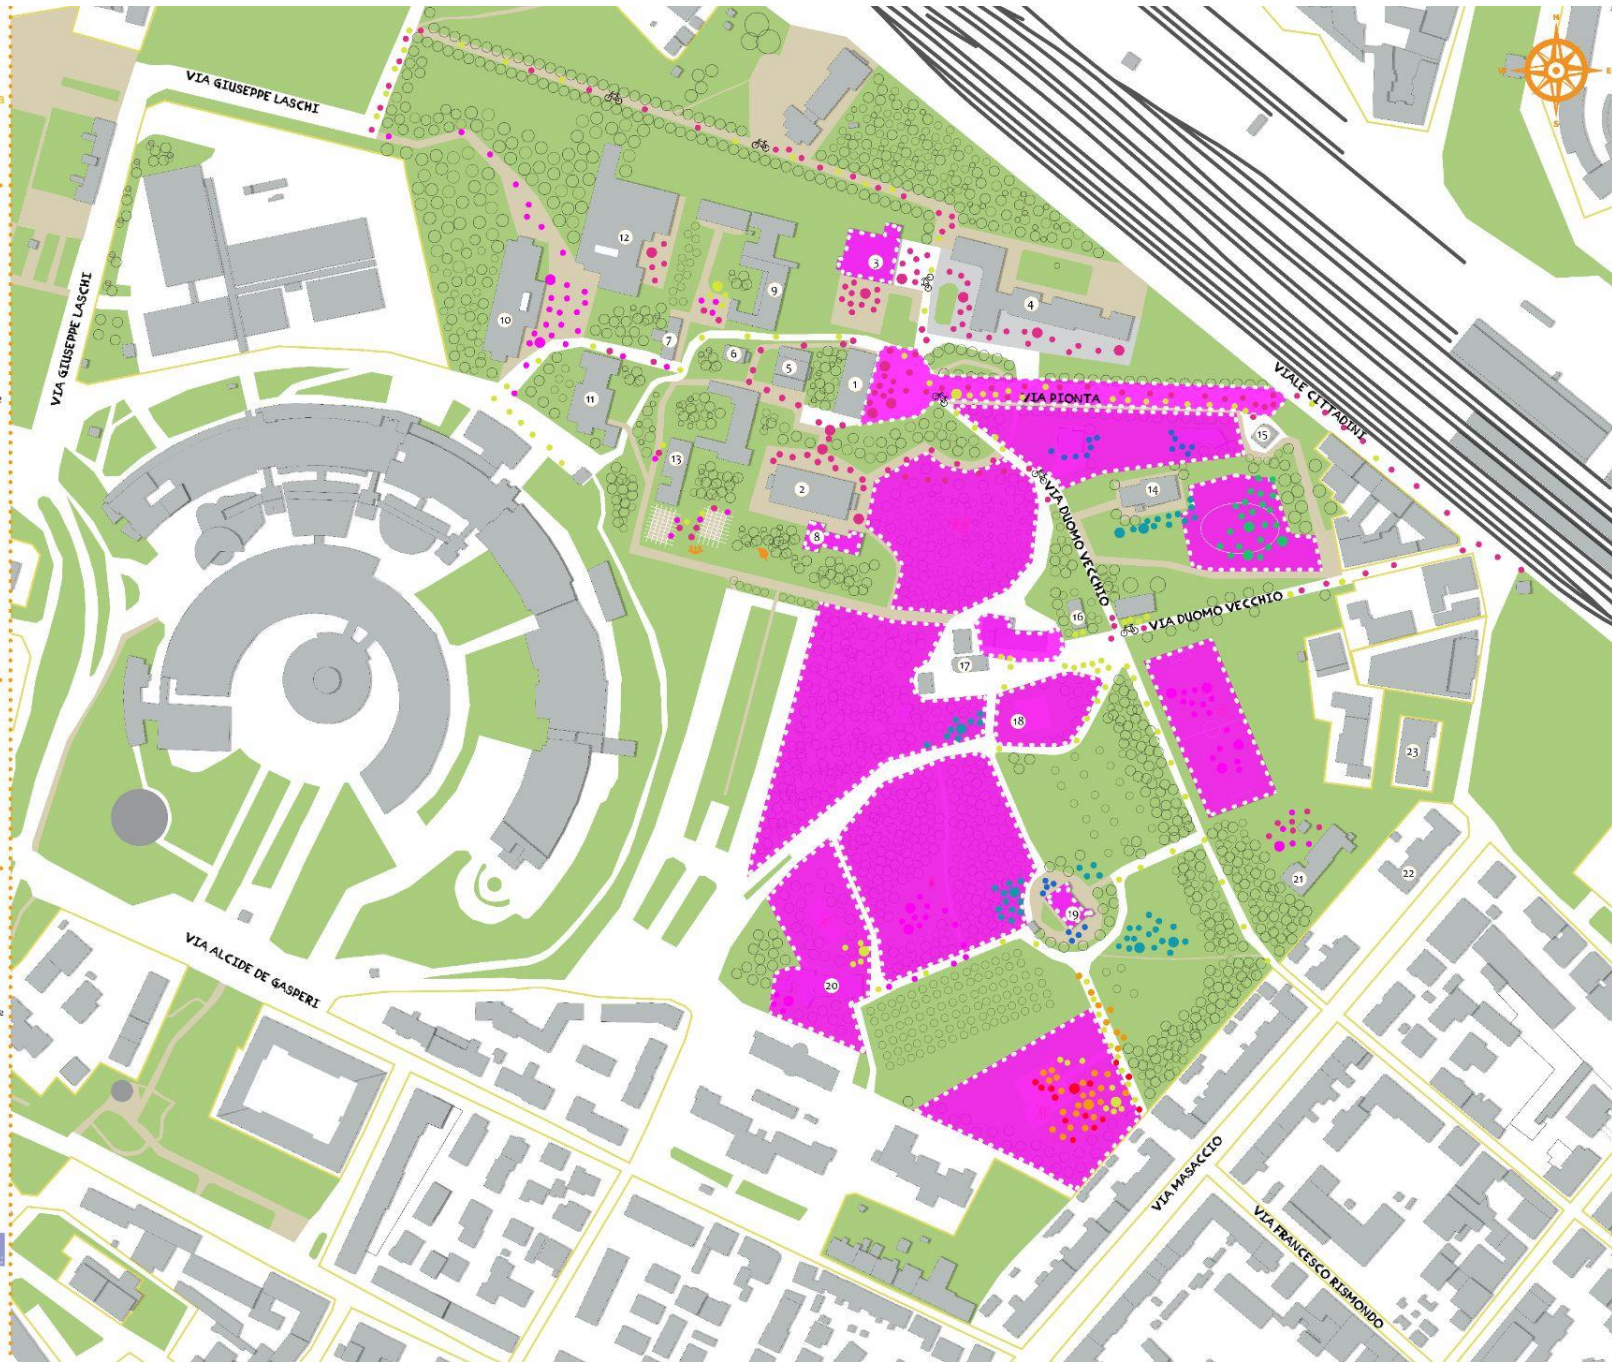 N
W
E
S
VIA GIUSEPPE LASCHI
12
3
9
4
10
7
6
5
1
VIA GIUSEPPE LASCHI
VIALE CITTADINI
VIA PIONTA
11
15
13
2
14
8
VIA DUOMO VECCHIO
16
VIA DUOMO VECCHIO
17
18
23
21
22
19
VIA ALCIDE DE GASPERI
20
VIA MASACCIO
VIA FRANCESCO RISMONDO